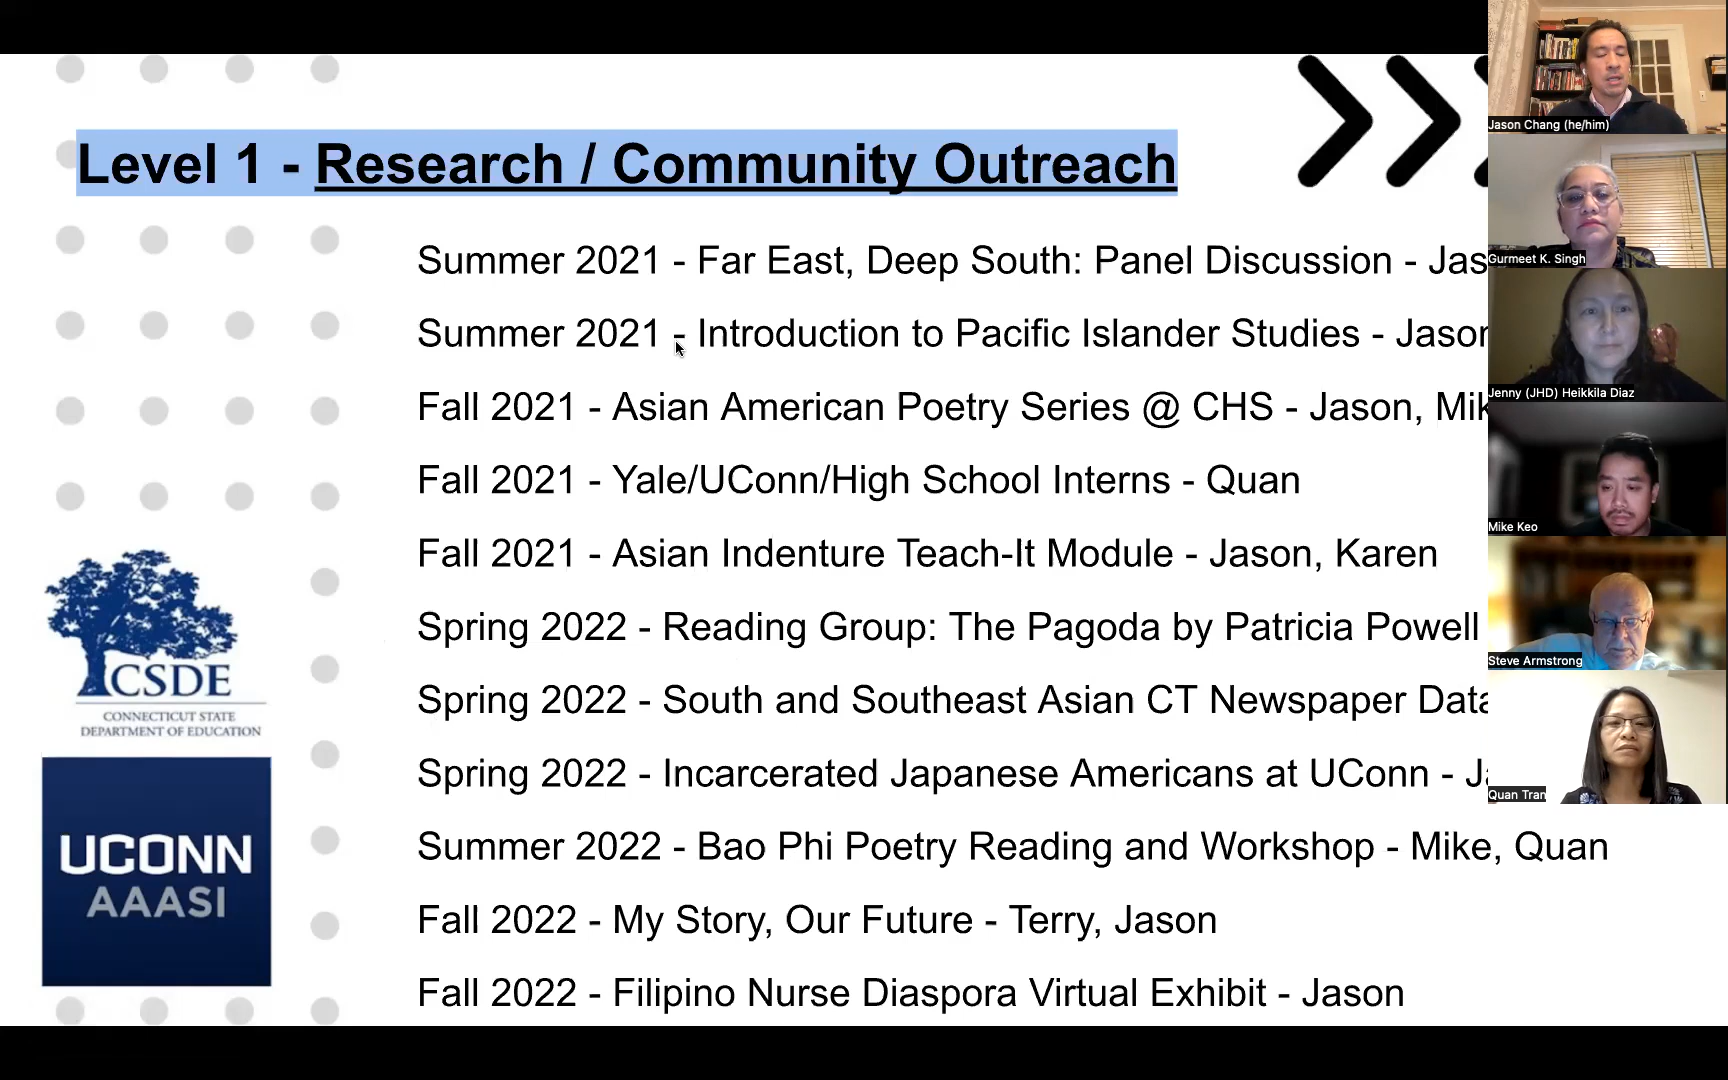 Level 1 - Research / Community Outreach
Summer 2021 - Far East, Deep South: Panel Discussion - Jas
Summer 2021 - Introduction to Pacific Islander Studies - Jason
Fall 2021 - Asian American Poetry Series @ CHS - Jason, Mik
Fall 2021 - Yale/UConn/High School Interns - Quan
Fall 2021 - Asian Indenture Teach-It Module - Jason, Karen
Spring 2022 - Reading Group: The Pagoda by Patricia Powell
Spring 2022 - South and Southeast Asian CT Newspaper Data
Spring 2022 - Incarcerated Japanese Americans at UConn - Ja
Summer 2022 - Bao Phi Poetry Reading and Workshop - Mike, Quan
Fall 2022 - My Story, Our Future - Terry, Jason
Fall 2022 - Filipino Nurse Diaspora Virtual Exhibit - Jason
CSDE
CONNECTICUT STATE
DEPARTMENT OF EDUCATION
UCONN
AAASI
Jason Chang (he/him)
Gurmeet K. Singh
Jenny (JHD) Heikkila Diaz
Mike Keo
Steve Armstrong
Quan Tran